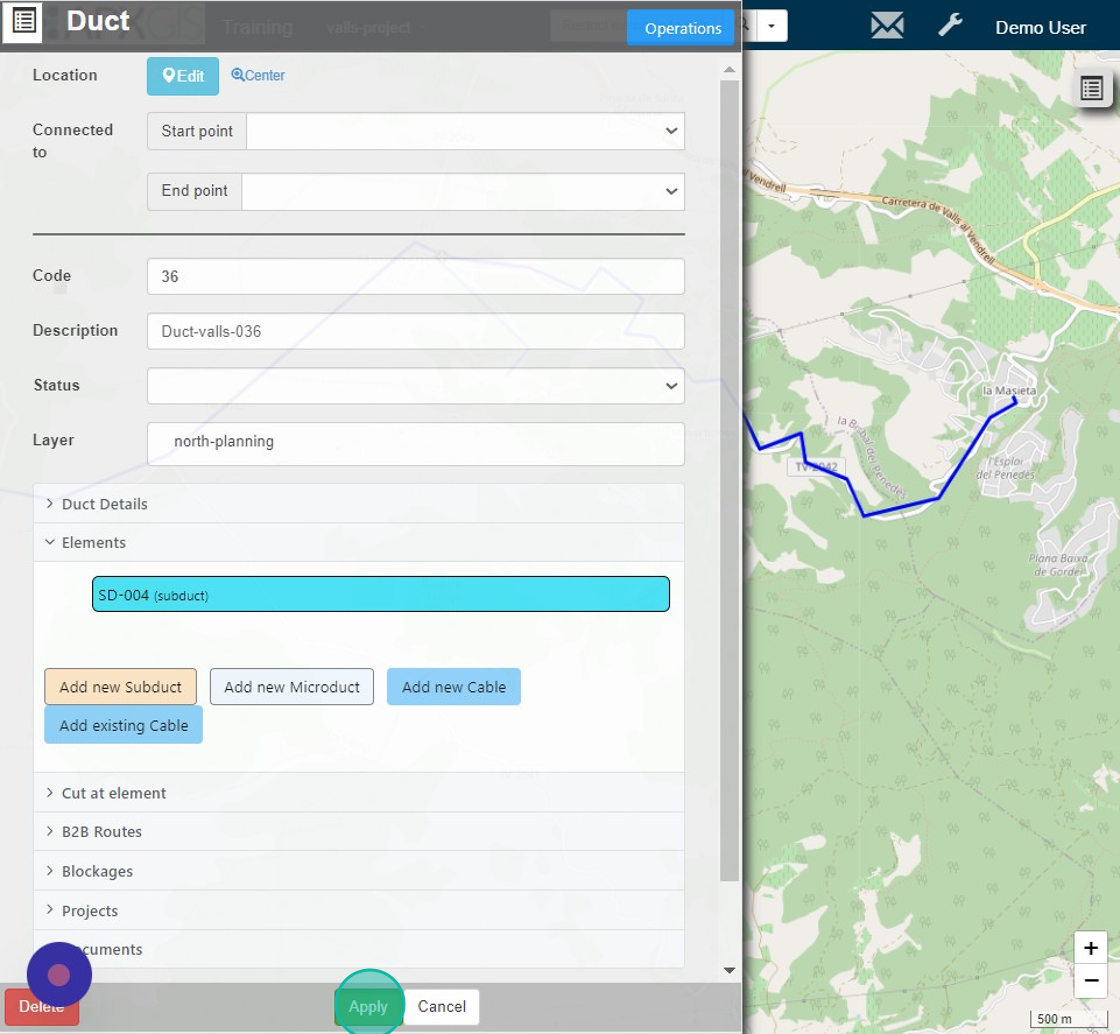 Duct
Training
valls-project
Operations
Demo User
Location
Edit
Center
Connected
to
Start point
End point
Code
36
Description
Duct-valls-036
Status
Layer
north-planning
Duct Details
Elements
SD-004 (subduct)
Add new Subduct
Add new Microduct
Add new Cable
Add existing Cable
Cut at element
B2B Routes
Blockages
Projects
cuments
Delete
Apply
Cancel
al Vendrell
Carretera de Valls al Vendrell
la Masieta
la Bisbal del Penedès
TV-2042
l'Esplai
del Penedès
Plana Baixa
de Gordei
+
−
500 m